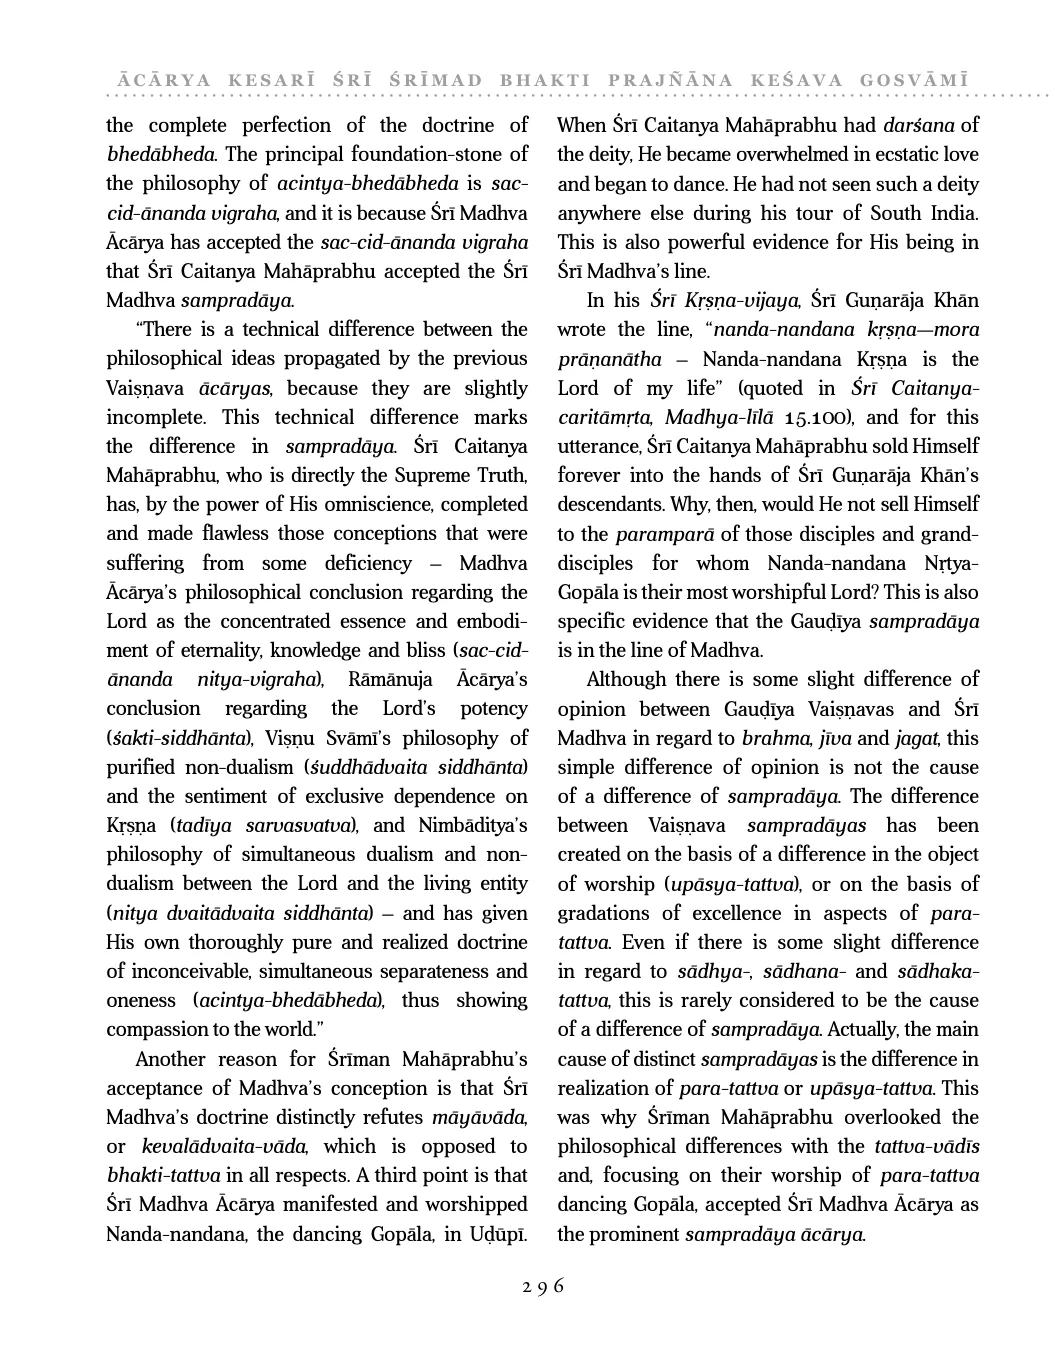 ĀCĀRYA KESARĪ ŚRĪ ŚRĪMAD BHAKTI PRAJÑĀNA KEŚAVA GOSVĀMĪ
the complete perfection of the doctrine of
bhedābheda. The principal foundation-stone of
the philosophy of acintya-bhedābheda is sac-
cid-ānanda vigraha, and it is because Śrī Madhva
Ācārya has accepted the sac-cid-ānanda vigraha
that Śrī Caitanya Mahāprabhu accepted the Śrī
Madhva sampradāya.
“There is a technical difference between the
philosophical ideas propagated by the previous
Vaiṣṇava ācāryas, because they are slightly
incomplete. This technical difference marks
the difference in sampradāya. Śrī Caitanya
Mahāprabhu, who is directly the Supreme Truth,
has, by the power of His omniscience, completed
and made flawless those conceptions that were
suffering from some deficiency – Madhva
Ācārya’s philosophical conclusion regarding the
Lord as the concentrated essence and embodi-
ment of eternality, knowledge and bliss (sac-cid-
ānanda nitya-vigraha), Rāmānuja Ācārya’s
conclusion regarding the Lord’s potency
(śakti-siddhānta), Viṣṇu Svāmī’s philosophy of
purified non-dualism (śuddhādvaita siddhānta)
and the sentiment of exclusive dependence on
Kṛṣṇa (tadīya sarvasvatva), and Nimbāditya’s
philosophy of simultaneous dualism and non-
dualism between the Lord and the living entity
(nitya dvaitādvaita siddhānta) – and has given
His own thoroughly pure and realized doctrine
of inconceivable, simultaneous separateness and
oneness (acintya-bhedābheda), thus showing
compassion to the world.”
Another reason for Śrīman Mahāprabhu’s
acceptance of Madhva’s conception is that Śrī
Madhva’s doctrine distinctly refutes māyāvāda,
or kevalādvaita-vāda, which is opposed to
bhakti-tattva in all respects. A third point is that
Śrī Madhva Ācārya manifested and worshipped
Nanda-nandana, the dancing Gopāla, in Uḍūpī.
When Śrī Caitanya Mahāprabhu had darśana of
the deity, He became overwhelmed in ecstatic love
and began to dance. He had not seen such a deity
anywhere else during his tour of South India.
This is also powerful evidence for His being in
Śrī Madhva’s line.
In his Śrī Kṛṣṇa-vijaya, Śrī Guṇarāja Khān
wrote the line, “nanda-nandana kṛṣṇa—mora
prāṇanātha – Nanda-nandana Kṛṣṇa is the
Lord of my life” (quoted in Śrī Caitanya-
caritāmṛta, Madhya-līlā 15.100), and for this
utterance, Śrī Caitanya Mahāprabhu sold Himself
forever into the hands of Śrī Guṇarāja Khān’s
descendants. Why, then, would He not sell Himself
to the paramparā of those disciples and grand-
disciples for whom Nanda-nandana Nṛtya-
Gopāla is their most worshipful Lord? This is also
specific evidence that the Gauḍīya sampradāya
is in the line of Madhva.
Although there is some slight difference of
opinion between Gauḍīya Vaiṣṇavas and Śrī
Madhva in regard to brahma, jīva and jagat, this
simple difference of opinion is not the cause
of a difference of sampradāya. The difference
between Vaiṣṇava sampradāyas has been
created on the basis of a difference in the object
of worship (upāsya-tattva), or on the basis of
gradations of excellence in aspects of para-
tattva. Even if there is some slight difference
in regard to sādhya-, sādhana- and sādhaka-
tattva, this is rarely considered to be the cause
of a difference of sampradāya. Actually, the main
cause of distinct sampradāyas is the difference in
realization of para-tattva or upāsya-tattva. This
was why Śrīman Mahāprabhu overlooked the
philosophical differences with the tattva-vādīs
and, focusing on their worship of para-tattva
dancing Gopāla, accepted Śrī Madhva Ācārya as
the prominent sampradāya ācārya.
296